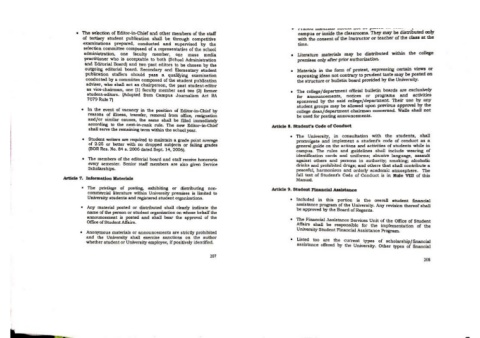 • The selection of Editor-in-Chief and other members of the staff
of tertiary student publication shall be through competitive
examinations prepared, conducted and supervised by the
selection committee composed of a representative of the school
administration, one faculty member, one mass media
practitioner who is acceptable to both (School Administration
and Editorial Board) and two past editors to be chosen by the
outgoing editorial board. Secondary and Elementary student
publication staffers should pass a qualifying examination
conducted by a committee composed of the student publication
adviser, who shall act as chairperson, the past student-editor
as vice-chairman, one (1) faculty member and two (2) former
student-editors. (Adopted from Campus Journalism Act RA
7079 Rule 7)
• In the event of vacancy in the position of Editor-in-Chief by
reasons of illness, transfer, removal from office, resignation
and/or similar causes, the same shall be filled immediately
according to the next-in-rank rule. The new Editor-in-Chief
shall serve the remaining term within the school year.
• Student writers are required to maintain a grade point average
of 2.25 or better with no dropped subjects or failing grades
(BOR Res. No. 84 s. 2006 dated Sept. 14, 2006)
• The members of the editorial board and staff receive honoraria
every semester. Senior staff members are also given Service
Scholarships.
Article 7. Information Materials
• The printings of posting, exhibiting or distributing non-
commercial literature within University premises is limited to
University students and registered student organizations.
• Any material posted or distributed shall clearly indicate the
name of the person or student organization on whose behalf the
announcement is posted and shall bear the approval of the
Office of Student Affairs.
• Anonymous materials or announcements are strictly prohibited
and the University shall exercise sanctions on the author
whether student or University employee, if positively identified.
207
campus or inside the classrooms. They may be distributed only
with the consent of the instructor or teacher of the class at the
time.
• Literature materials may be distributed within the college
premises only after prior authorization.
• Materials in the form of protest, expressing certain views or
expressing ideas not contrary to prudent taste may be posted on
the structure or bulletin board provided by the University.
• The college/department official bulletin boards are exclusively
for announcements, notices or programs and activities
sponsored by the said college/department. Their use by any
student groups may be allowed upon previous approval by the
college dean/department chairman concerned. Walls shall not
be used for posting announcements.
Article 8. Student's Code of Conduct
• The University, in consultation with the students, shall
promulgate and implement a student's code of conduct as a
general guide on the actions and activities of students while in
campus. The rules and guidelines shall include wearing of
identification cards and uniforms; abusive language, assault
against others and persons in authority; smoking; alcoholic
drinks and prohibited drugs; and others that shall contribute a
peaceful, harmonious and orderly academic atmosphere. The
full text of Student's Code of Conduct is in Rule VIII of this
Manual.
Article 9. Student Financial Assistance
• Included in this portion is the overall student financial
assistance program of the University. Any revision thereof shall
be approved by the Board of Regents.
• The Financial Assistance Services Unit of the Office of Student
Affairs shall be responsible for the implementation of the
University Student Financial Assistance Program.
• Listed too are the current types of scholarship/financial
assistance offered by the University. Other types of financial
208